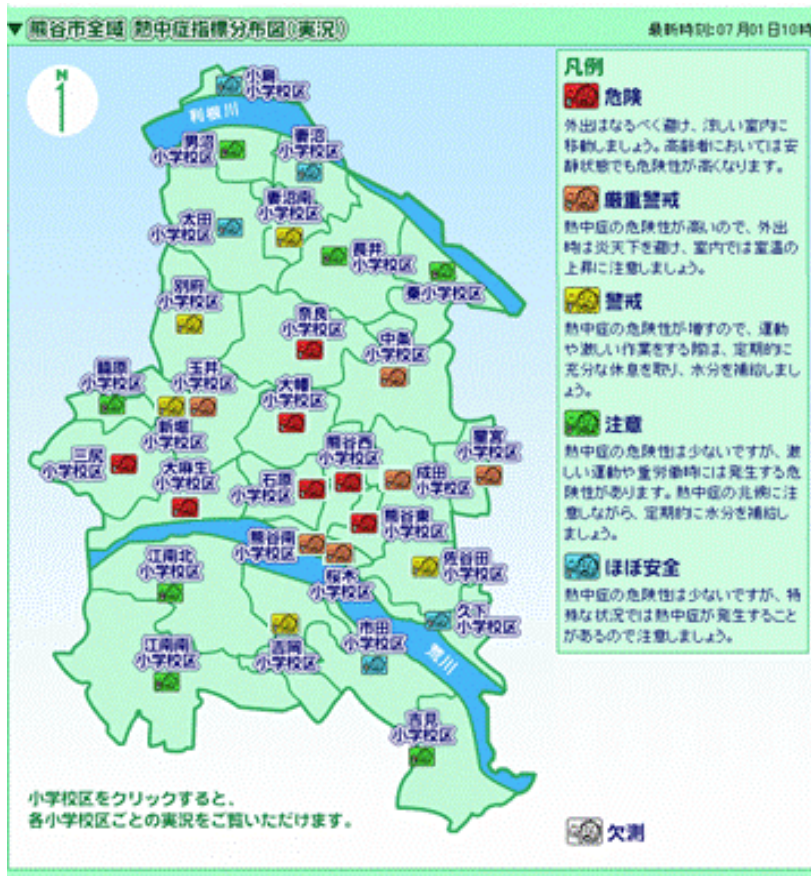 ▼熊谷市全域 熱中症指標分布図(実況)
最新時刻:07月01日10時
N
小島
小学校区
利根川
男沼
小学校区
妻沼
小学校区
妻沼南
小学校区
太田
小学校区
長井
小学校区
秦小学校区
別府
小学校区
奈良
小学校区
中条
小学校区
籠原
小学校区
玉井
小学校区
新堀
小学校区
大幡
小学校区
三尻
小学校区
大麻生
小学校区
石原
小学校区
熊谷西
小学校区
成田
小学校区
星宮
小学校区
熊谷東
小学校区
熊谷南
小学校区
桜木
小学校区
佐谷田
小学校区
江南北
小学校区
久下
小学校区
吉岡
小学校区
市田
小学校区
荒川
江南南
小学校区
吉見
小学校区
小学校区をクリックすると、
各小学校区ごとの実況をご覧いただけます。
凡例
危険
外出はなるべく避け、涼しい室内に
移動しましょう。高齢者においては安
静状態でも危険性が高くなります。
厳重警戒
熱中症の危険性が高いので、外出
時は炎天下を避け、室内では室温の
上昇に注意しましょう。
警戒
熱中症の危険性が増すので、運動
や激しい作業をする際は、定期的に
充分な休息を取り、水分を補給しまし
ょう。
注意
熱中症の危険性は少ないですが、激
しい運動や重労働時には発生する危
険性があります。熱中症の兆候に注
意しながら、定期的に水分を補給し
ましょう。
ほぼ安全
熱中症の危険性は少ないですが、特
殊な状況では熱中症が発生すること
があるので注意しましょう。
欠測